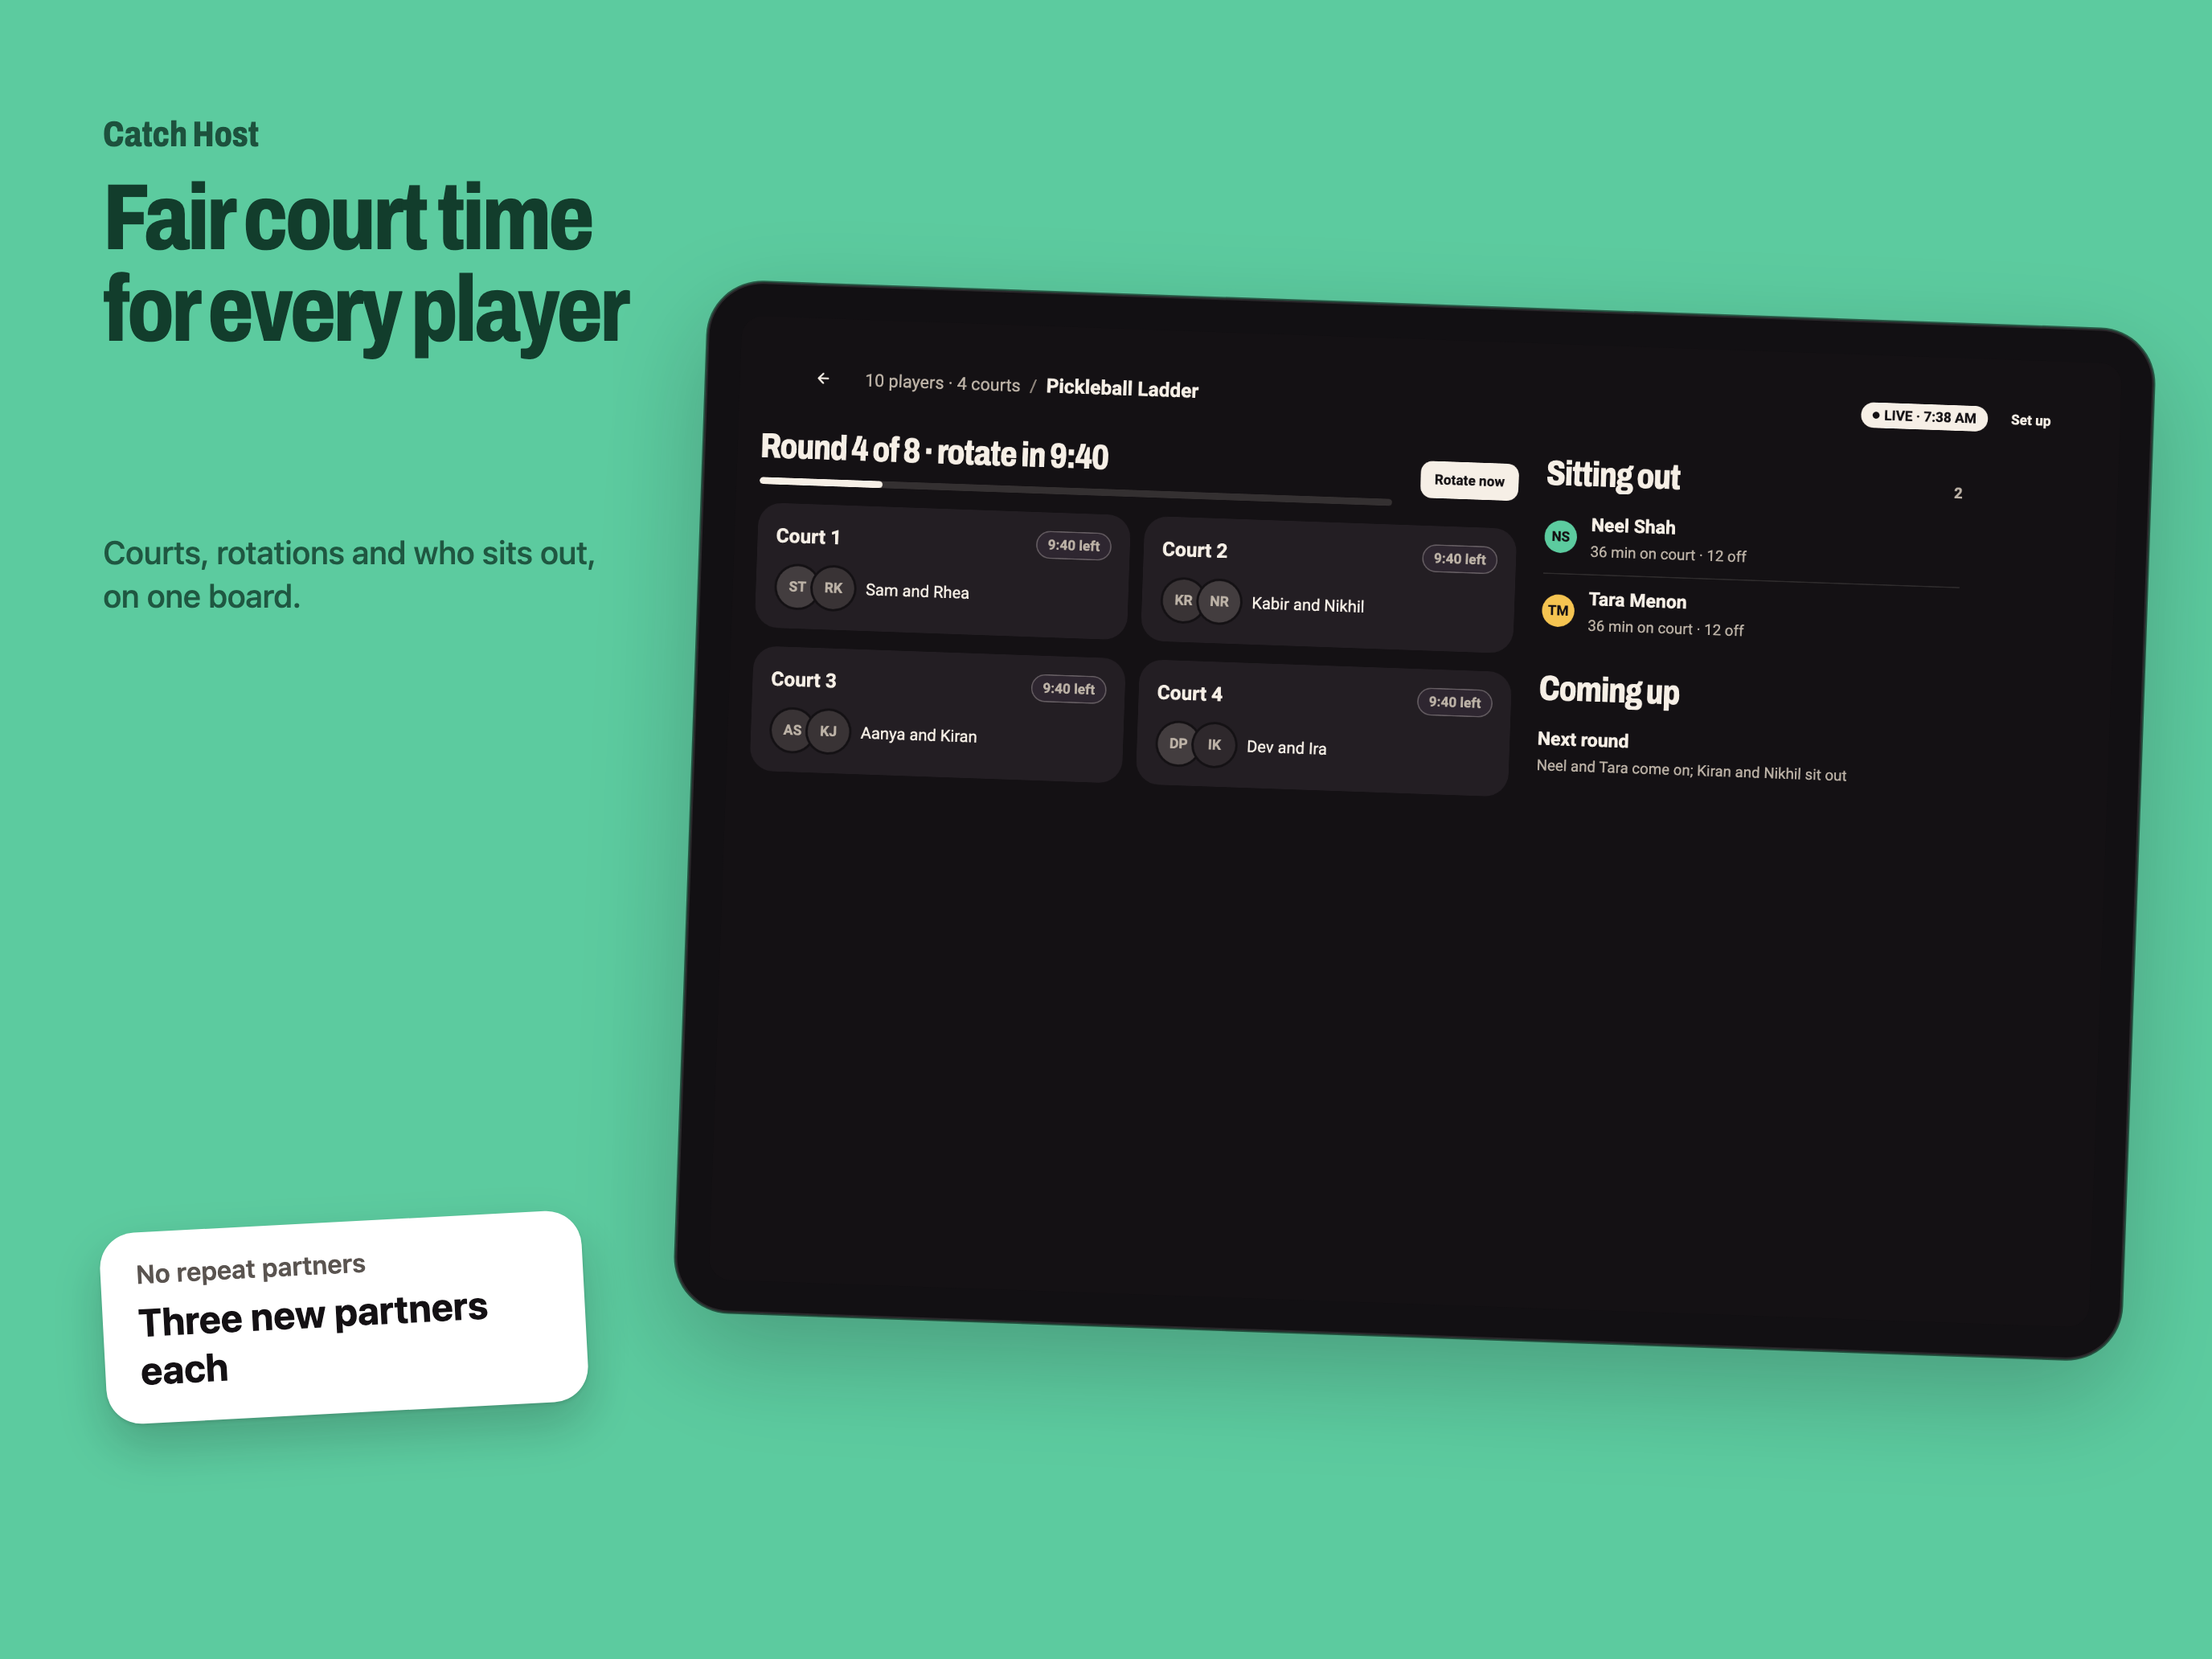 Catch Host
Fair court time
for every player
Courts, rotations and who sits out,
on one board.
No repeat partners
Three new partners
each
10 players · 4 courts / Pickleball Ladder
LIVE · 7:38 AM
Set up
Round 4 of 8 · rotate in 9:40
Rotate now
Court 1
9:40 left
ST RK Sam and Rhea
Court 2
9:40 left
KR NR Kabir and Nikhil
Court 3
9:40 left
AS KJ Aanya and Kiran
Court 4
9:40 left
DP IK Dev and Ira
Sitting out
2
NS Neel Shah
36 min on court · 12 off
TM Tara Menon
36 min on court · 12 off
Coming up
Next round
Neel and Tara come on; Kiran and Nikhil sit out